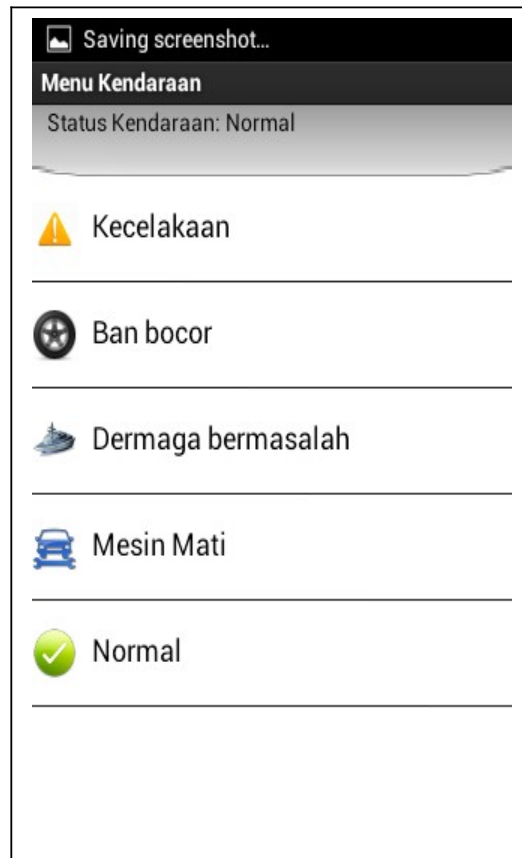 Saving screenshot...
Menu Kendaraan
Status Kendaraan: Normal
Kecelakaan
Ban bocor
Dermaga bermasalah
Mesin Mati
Normal